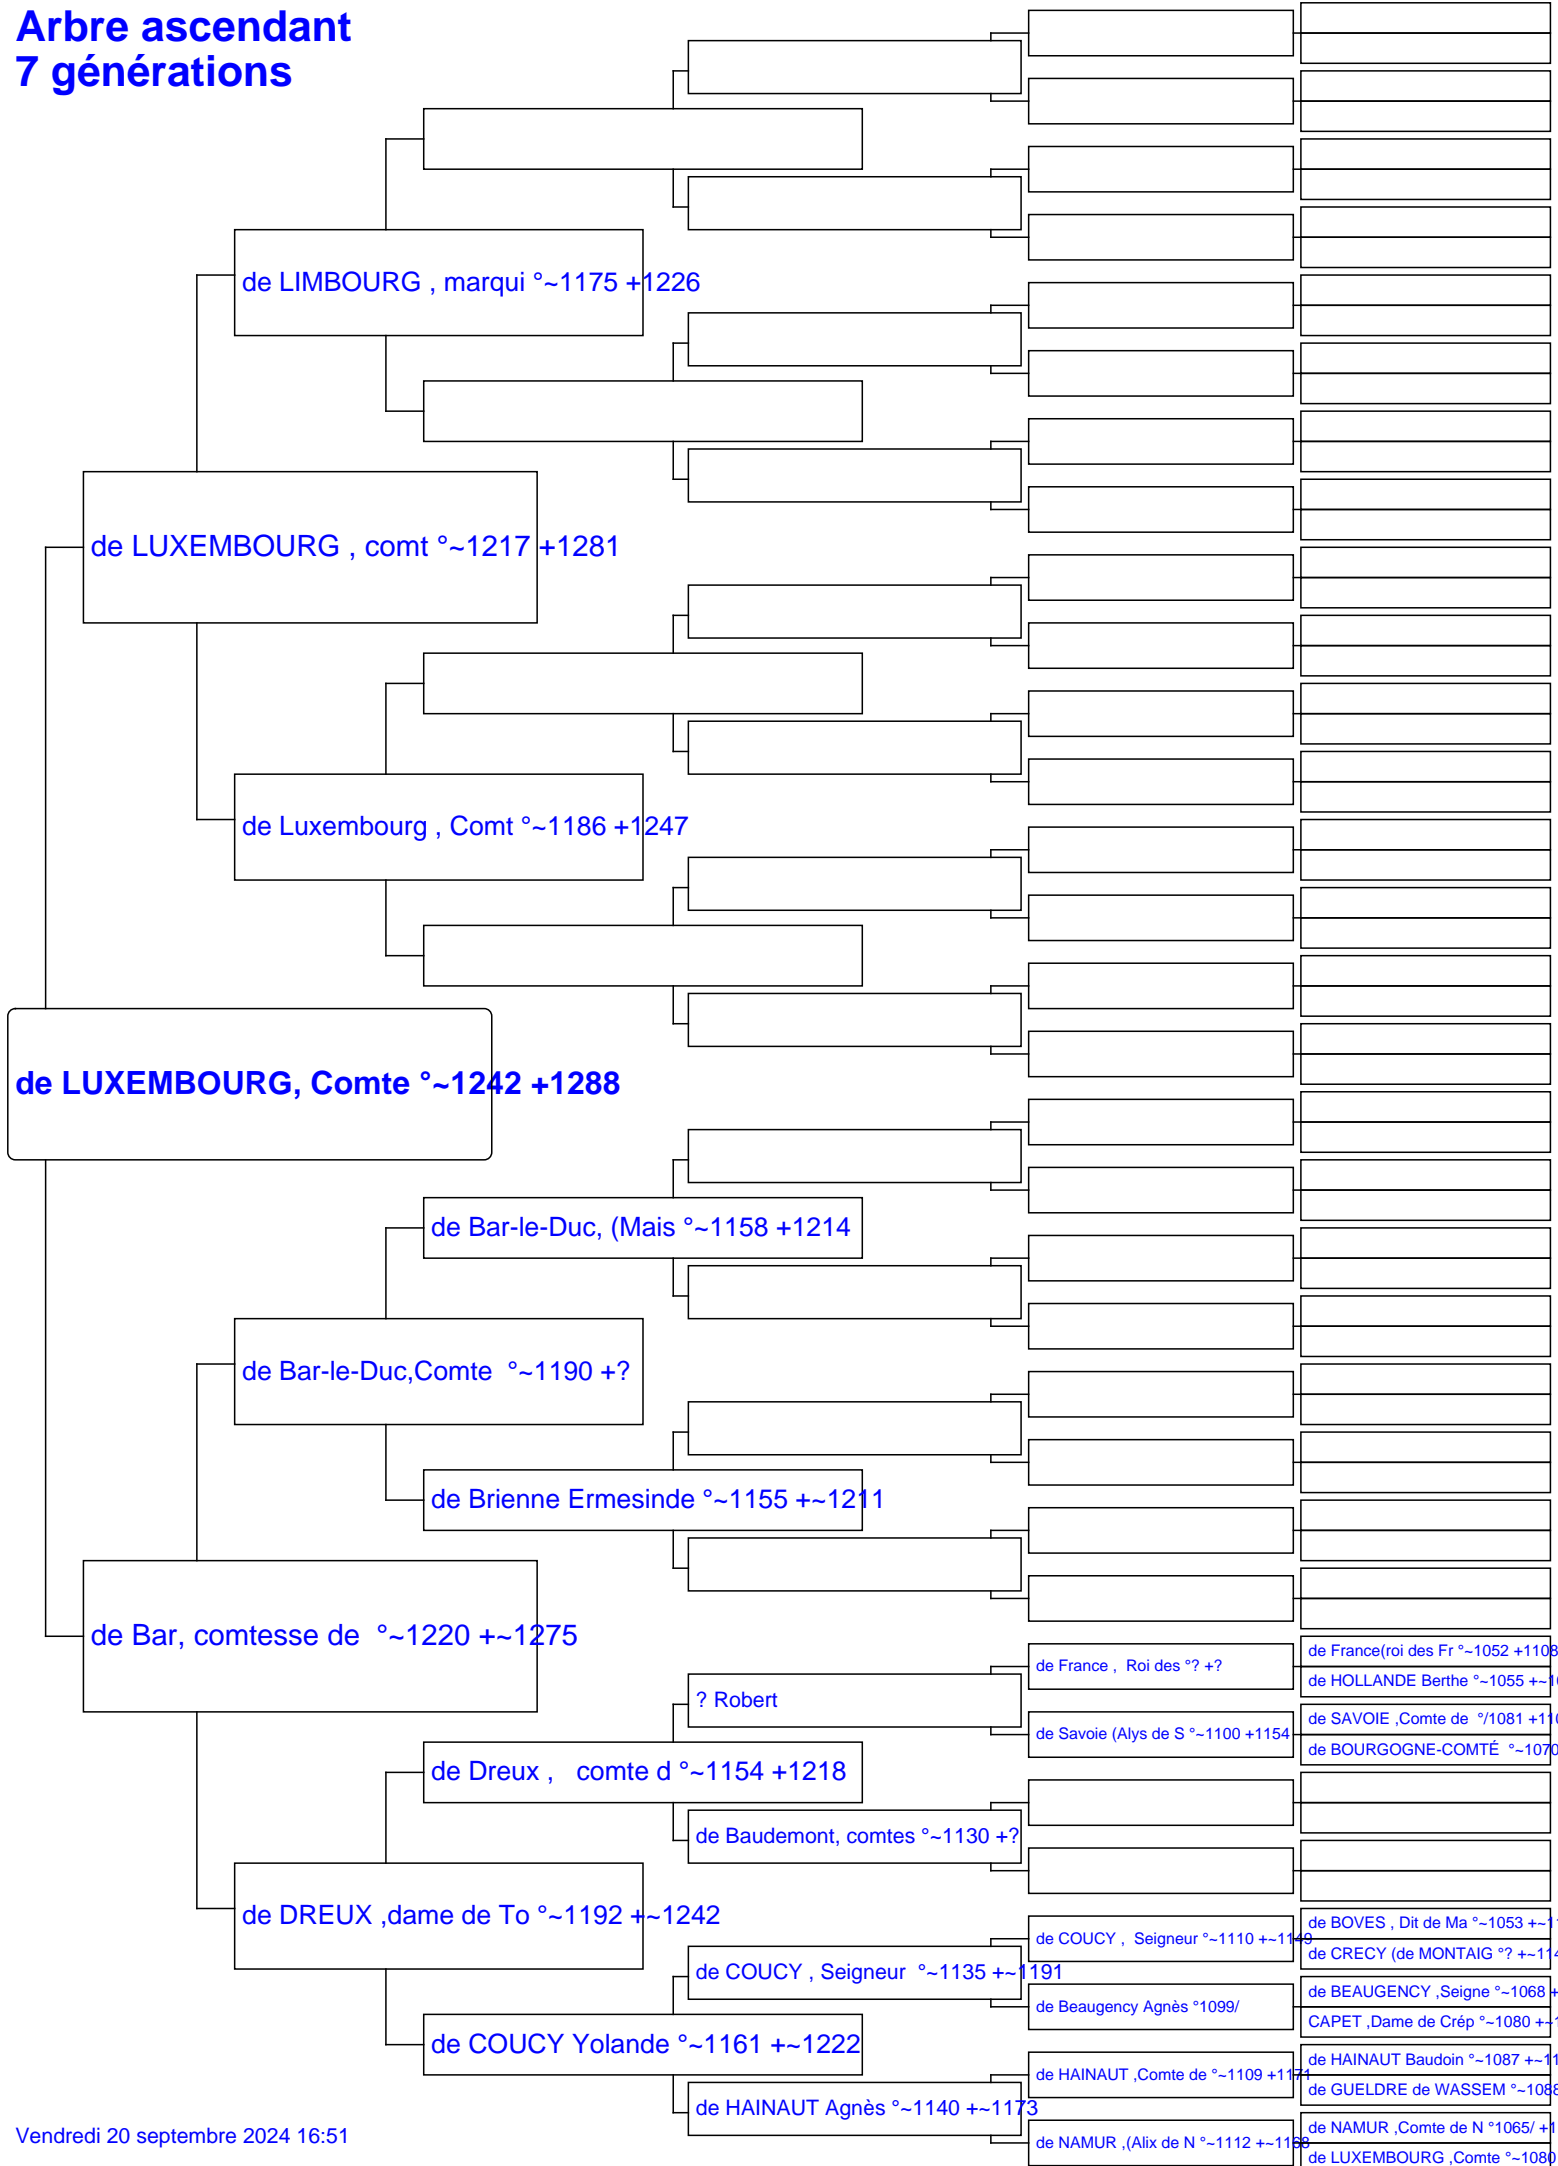 Arbre ascendant
7 générations
de LIMBOURG , marqui °~1175 +1226
de LUXEMBOURG , comt °~1217 +1281
de Luxembourg , Comt °~1186 +1247
de LUXEMBOURG, Comte °~1242 +1288
de Bar-le-Duc, (Mais °~1158 +1214
de Bar-le-Duc,Comte °~1190 +?
de Brienne Ermesinde °~1155 +~1211
de Bar, comtesse de °~1220 +~1275
de France(roi des Fr °~1052 +1108
de France , Roi des °? +?
de HOLLANDE Berthe °~1055 +~1
? Robert
de SAVOIE ,Comte de °/1081 +110
de Savoie (Alys de S °~1100 +1154
de BOURGOGNE-COMTÉ °~1070
de Dreux , comte d °~1154 +1218
de Baudemont, comtes °~1130 +?
de DREUX ,dame de To °~1192 +~1242
de BOVES , Dit de Ma °~1053 +~1
de COUCY , Seigneur °~1110 +~1149
de CRECY (de MONTAIG °? +~114
de COUCY , Seigneur °~1135 +~1191
de BEAUGENCY ,Seigne °~1068 +
de Beaugency Agnès °1099/
CAPET ,Dame de Crép °~1080 +~1
de COUCY Yolande °~1161 +~1222
de HAINAUT Baudoin °~1087 +~11
de HAINAUT ,Comte de °~1109 +1171
de GUELDRE de WASSEM °~1088
de HAINAUT Agnès °~1140 +~1173
de NAMUR ,Comte de N °1065/ +1
de NAMUR ,(Alix de N °~1112 +~1168
de LUXEMBOURG ,Comte °~1080
Vendredi 20 septembre 2024 16:51